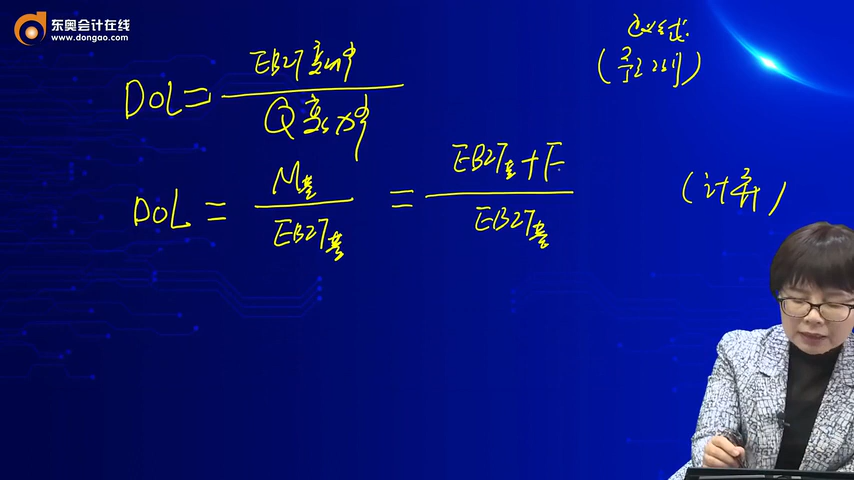 东奥会计在线
www.dongao.com
定义式
DOL = EBIT变动% / Q变动%
DOL = M基 / EBIT基 = EBIT基+F / EBIT基
(计算)